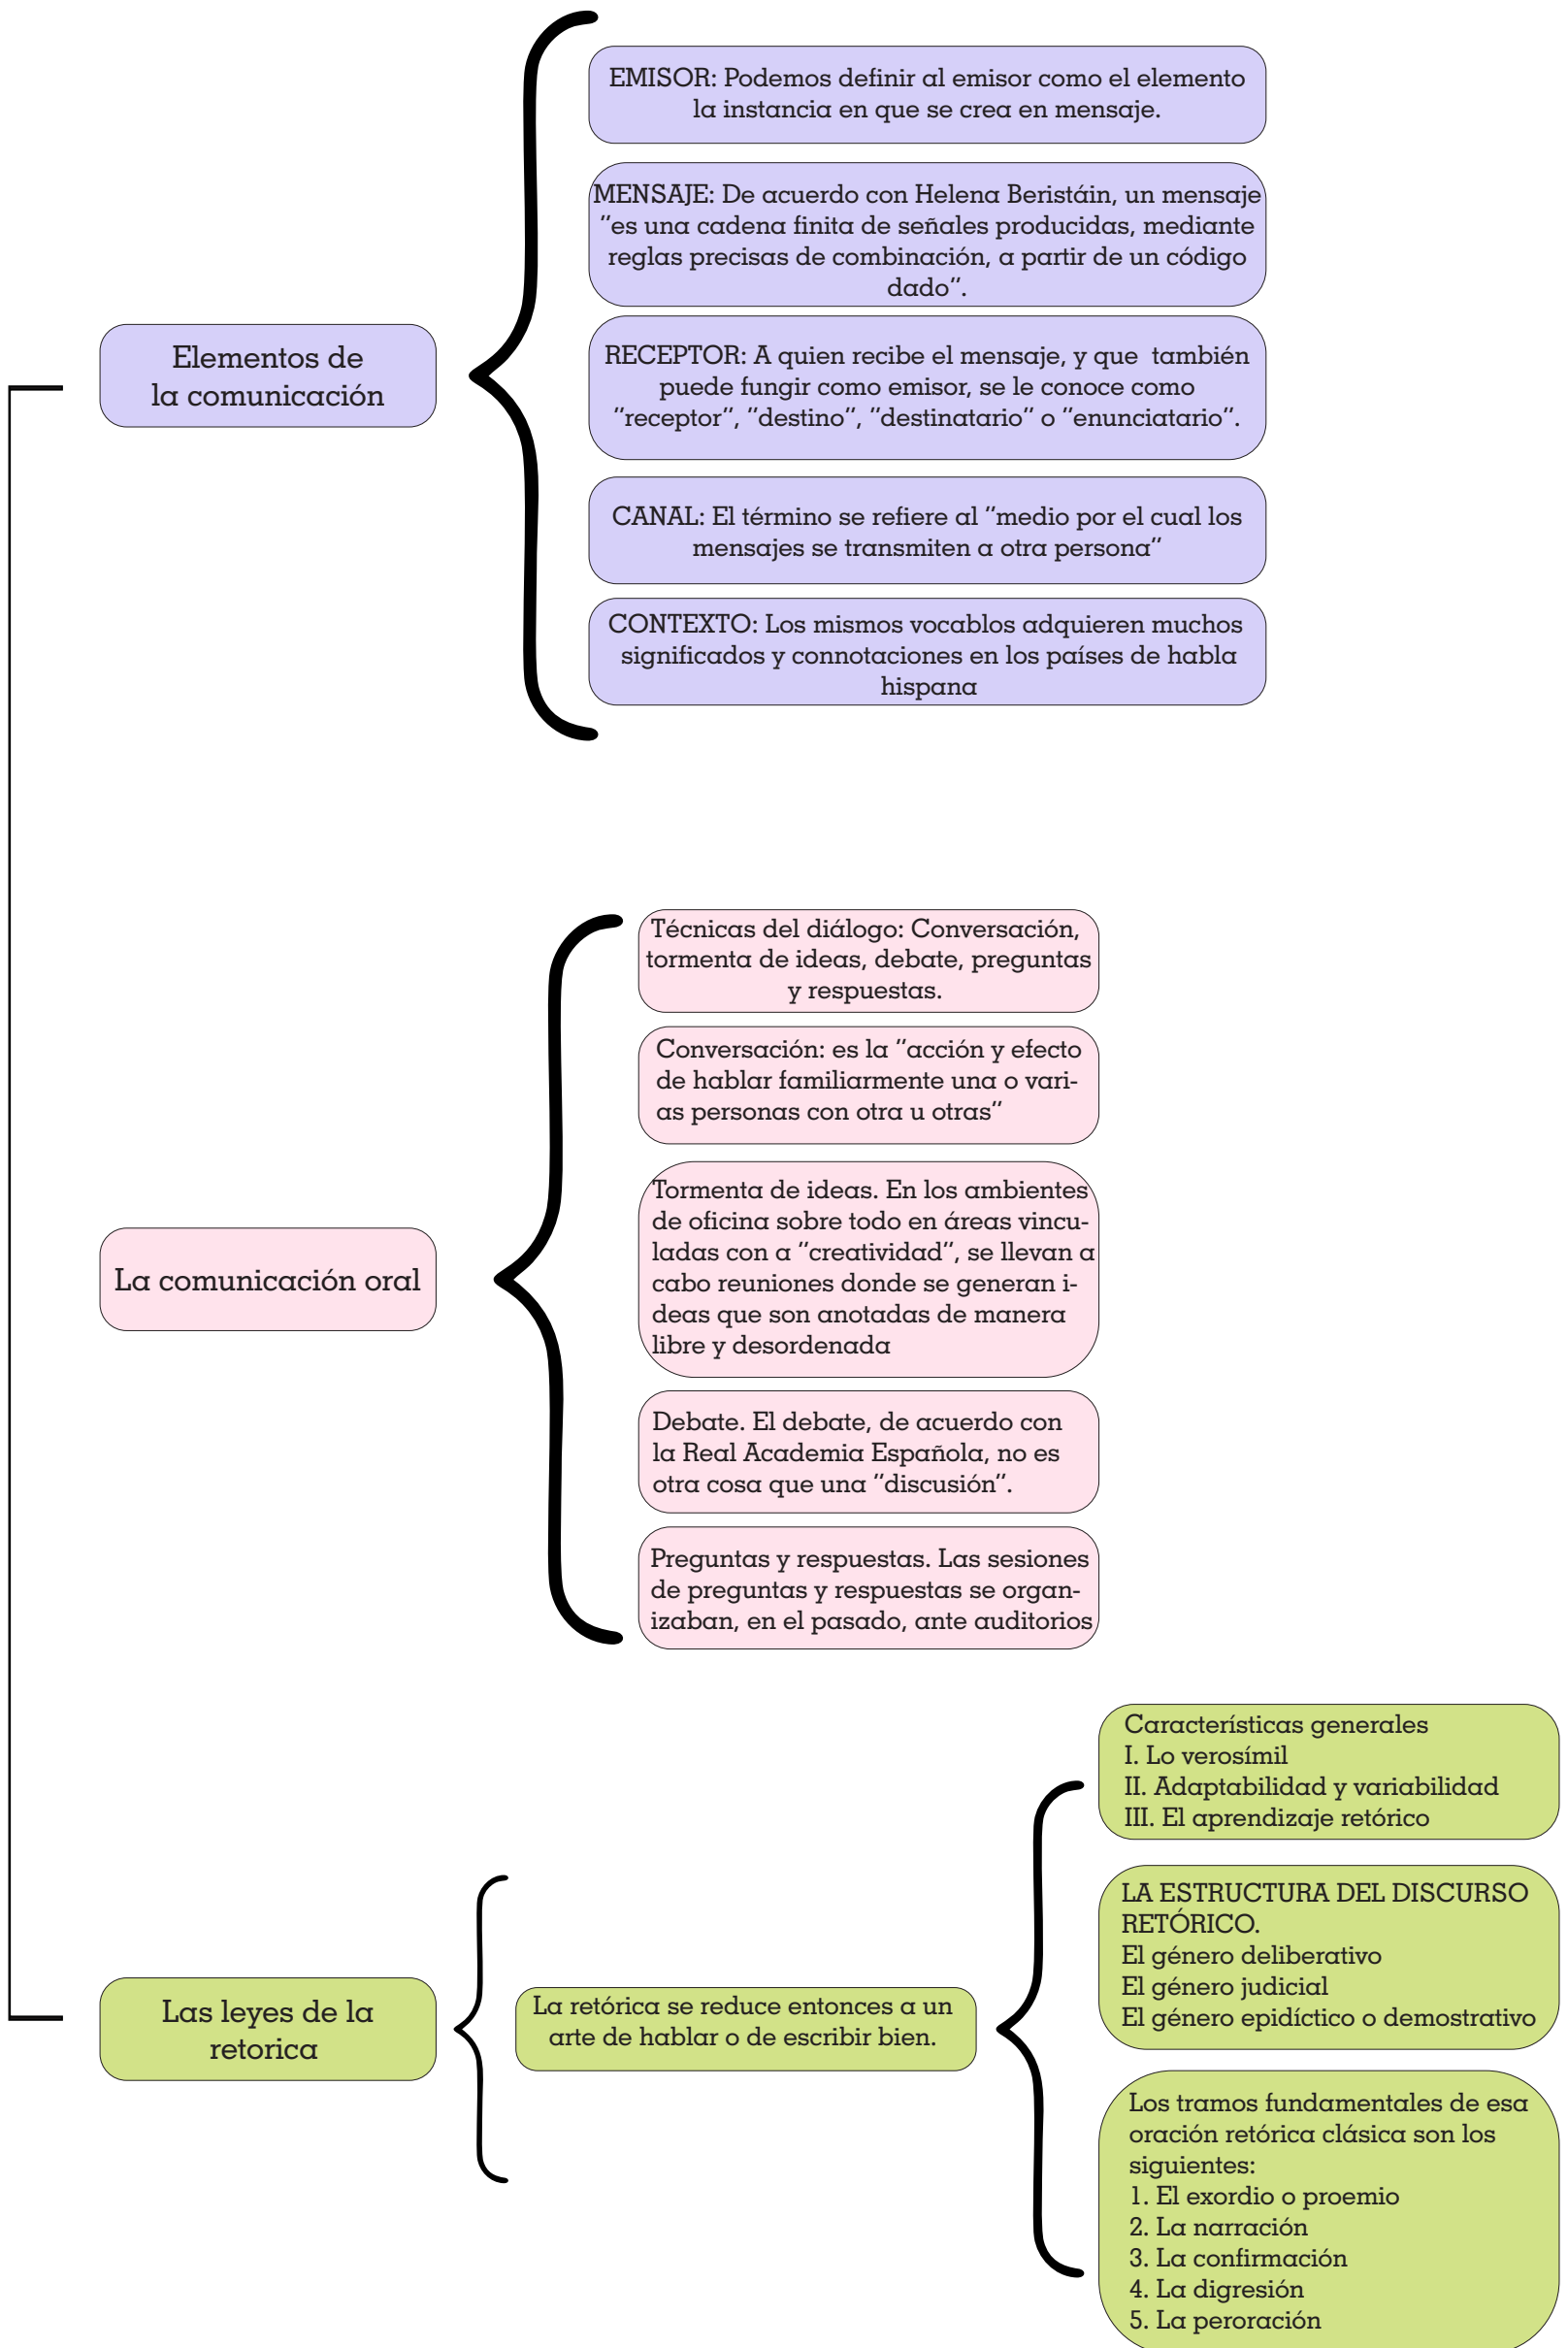 EMISOR: Podemos definir al emisor como el elemento
la instancia en que se crea en mensaje.
MENSAJE: De acuerdo con Helena Beristáin, un mensaje
"es una cadena finita de señales producidas, mediante
reglas precisas de combinación, a partir de un código
dado".
Elementos de
la comunicación
RECEPTOR: A quien recibe el mensaje, y que  también
puede fungir como emisor, se le conoce como
"receptor", "destino", "destinatario" o "enunciatario".
CANAL: El término se refiere al "medio por el cual los
mensajes se transmiten a otra persona"
CONTEXTO: Los mismos vocablos adquieren muchos
significados y connotaciones en los países de habla
hispana
Técnicas del diálogo: Conversación,
tormenta de ideas, debate, preguntas
y respuestas.
Conversación: es la "acción y efecto
de hablar familiarmente una o vari-
as personas con otra u otras"
La comunicación oral
Tormenta de ideas. En los ambientes
de oficina sobre todo en áreas vincu-
ladas con a "creatividad", se llevan a
cabo reuniones donde se generan i-
deas que son anotadas de manera
libre y desordenada
Debate. El debate, de acuerdo con
la Real Academia Española, no es
otra cosa que una "discusión".
Preguntas y respuestas. Las sesiones
de preguntas y respuestas se organ-
izaban, en el pasado, ante auditorios
Las leyes de la
retorica
La retórica se reduce entonces a un
arte de hablar o de escribir bien.
Características generales
I. Lo verosímil
II. Adaptabilidad y variabilidad
III. El aprendizaje retórico
LA ESTRUCTURA DEL DISCURSO
RETÓRICO.
El género deliberativo
El género judicial
El género epidíctico o demostrativo
Los tramos fundamentales de esa
oración retórica clásica son los
siguientes:
1. El exordio o proemio
2. La narración
3. La confirmación
4. La digresión
5. La peroración